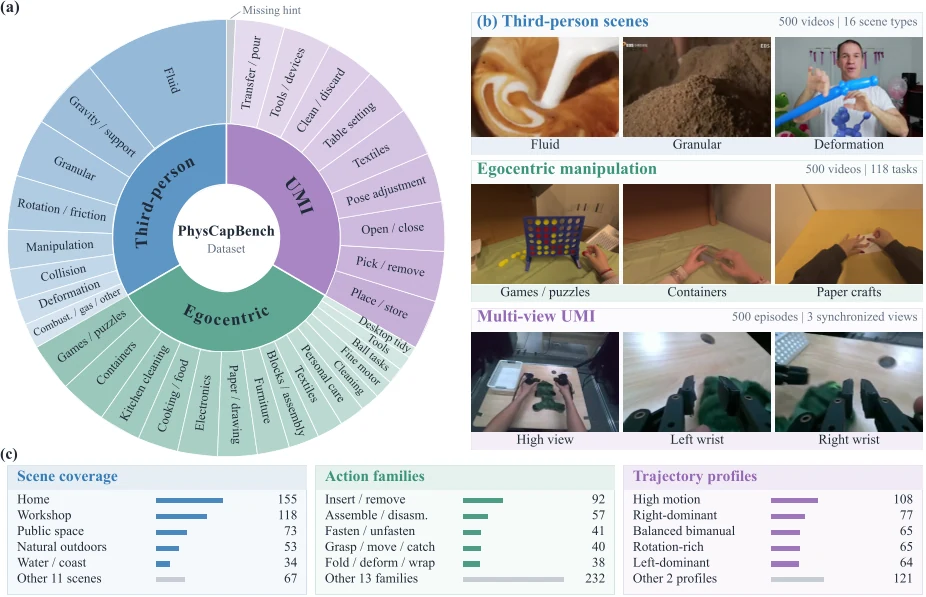 (a)
Missing hint
Transfer / pour
Tools / devices
Clean / discard
Table setting
Textiles
Pose adjustment
Open / close
Pick / remove
Place / store
Desktop tidy
Tools
Ball tasks
Fine motor
Cleaning
Personal care
Textiles
Blocks / assembly
Furniture
Paper / drawing
Electronics
Cooking / food
Kitchen cleaning
Containers
Games / puzzles
Combust. / gas / other
Deformation
Collision
Manipulation
Rotation / friction
Granular
Gravity / support
Fluid
Third-person
UMI
Egocentric
PhysCapBench
Dataset
(b) Third-person scenes
500 videos | 16 scene types
EBS
Fluid
Granular
Deformation
Egocentric manipulation
500 videos | 118 tasks
Games / puzzles
Containers
Paper crafts
Multi-view UMI
500 episodes | 3 synchronized views
High view
Left wrist
Right wrist
(c)
Scene coverage
Home 155
Workshop 118
Public space 73
Natural outdoors 53
Water / coast 34
Other 11 scenes 67
Action families
Insert / remove 92
Assemble / disasm. 57
Fasten / unfasten 41
Grasp / move / catch 40
Fold / deform / wrap 38
Other 13 families 232
Trajectory profiles
High motion 108
Right-dominant 77
Balanced bimanual 65
Rotation-rich 65
Left-dominant 64
Other 2 profiles 121